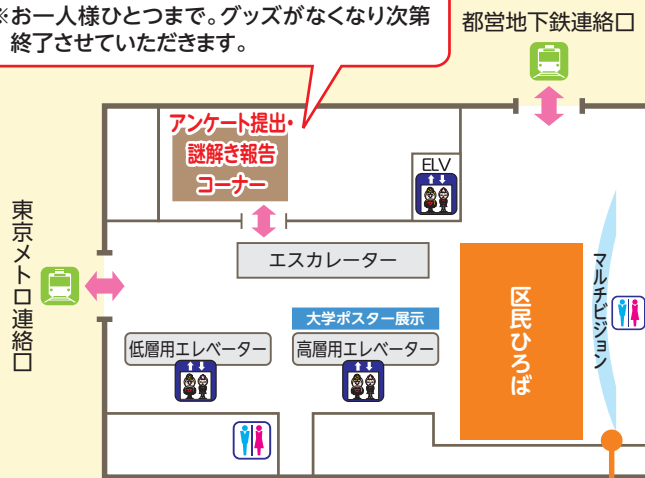 ※お一人様ひとつまで。グッズがなくなり次第
終了させていただきます。
都営地下鉄連絡口
アンケート提出・
謎解き報告
コーナー
ELV
東京メトロ連絡口
エスカレーター
大学ポスター展示
低層用エレベーター
高層用エレベーター
区民ひろば
マルチビジョン